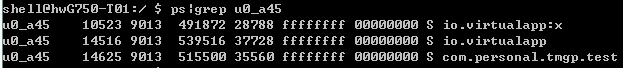 shell@hwG750-T01:/ $ ps|grep u0_a45
u0_a45 10523 9013 491872 28788 ffffffff 00000000 S io.virtualapp:x
u0_a45 14516 9013 539516 37728 ffffffff 00000000 S io.virtualapp
u0_a45 14625 9013 515500 35560 ffffffff 00000000 S com.personal.tmgp.test